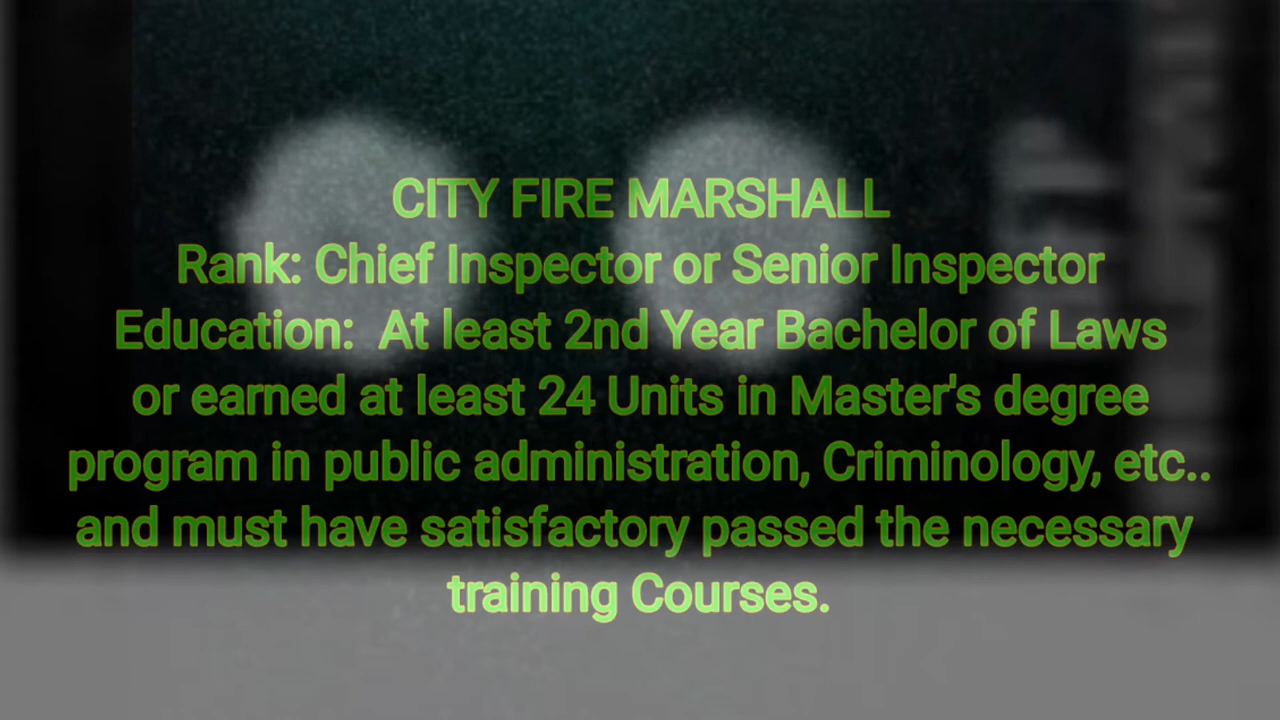 CITY FIRE MARSHALL
Rank: Chief Inspector or Senior Inspector
Education:  At least 2nd Year Bachelor of Laws
or earned at least 24 Units in Master's degree
program in public administration, Criminology, etc..
and must have satisfactory passed the necessary
training Courses.